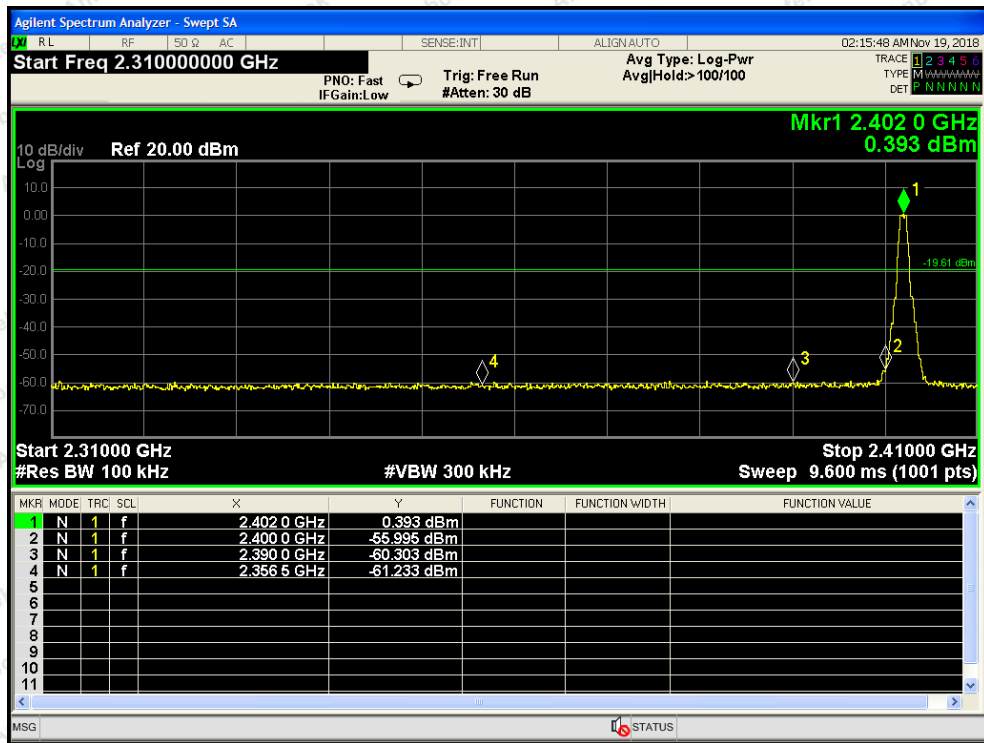 Agilent Spectrum Analyzer - Swept SA
LXI RL RF 50 Ω AC SENSE:INT ALIGN AUTO 02:15:48 AM Nov 19, 2018
Start Freq 2.310000000 GHz
PNO: Fast
IFGain:Low
Trig: Free Run
#Atten: 30 dB
Avg Type: Log-Pwr
Avg|Hold:>100/100
TRACE 1 2 3 4 5 6
TYPE M WWWWW
DET P N N N N N
Mkr1 2.402 0 GHz
0.393 dBm
10 dB/div Ref 20.00 dBm
Log
10.0
0.00
-10.0
-20.0
-30.0
-40.0
-50.0
-60.0
-70.0
1
-19.61 dBm
2
3
4
Start 2.31000 GHz Stop 2.41000 GHz
#Res BW 100 kHz #VBW 300 kHz Sweep 9.600 ms (1001 pts)
MKR MODE TRC SCL X Y FUNCTION FUNCTION WIDTH FUNCTION VALUE
1 N 1 f 2.402 0 GHz 0.393 dBm
2 N 1 f 2.400 0 GHz -55.995 dBm
3 N 1 f 2.390 0 GHz -60.303 dBm
4 N 1 f 2.356 5 GHz -61.233 dBm
5
6
7
8
9
10
11
MSG STATUS